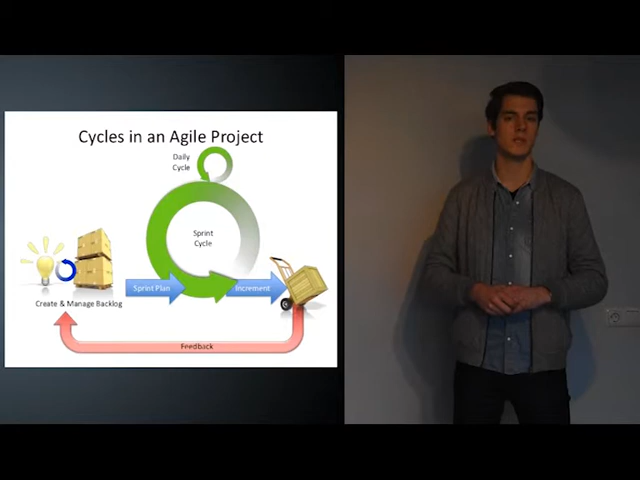 Cycles in an Agile Project
Daily
Cycle
Sprint
Cycle
Sprint Plan
Increment
Create & Manage Backlog
Feedback